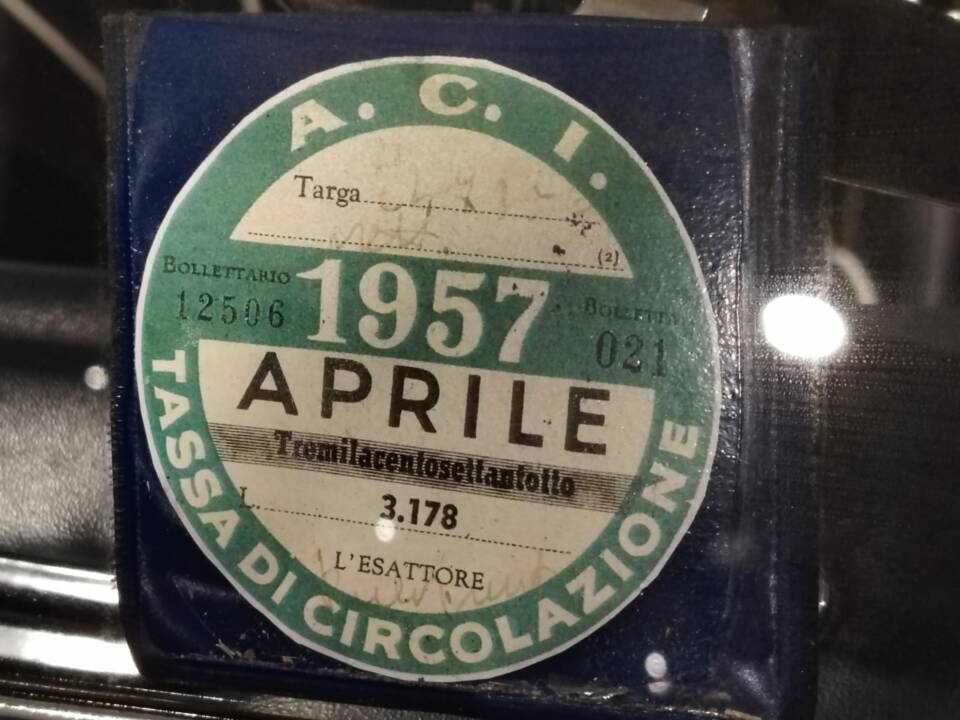 A. C. I.
Targa
(2)
BOLLETTARIO
12506
1957
BOLLETTA
021
APRILE
Tremilacentosettantotto
L. 3.178
L'ESATTORE
TASSA DI CIRCOLAZIONE